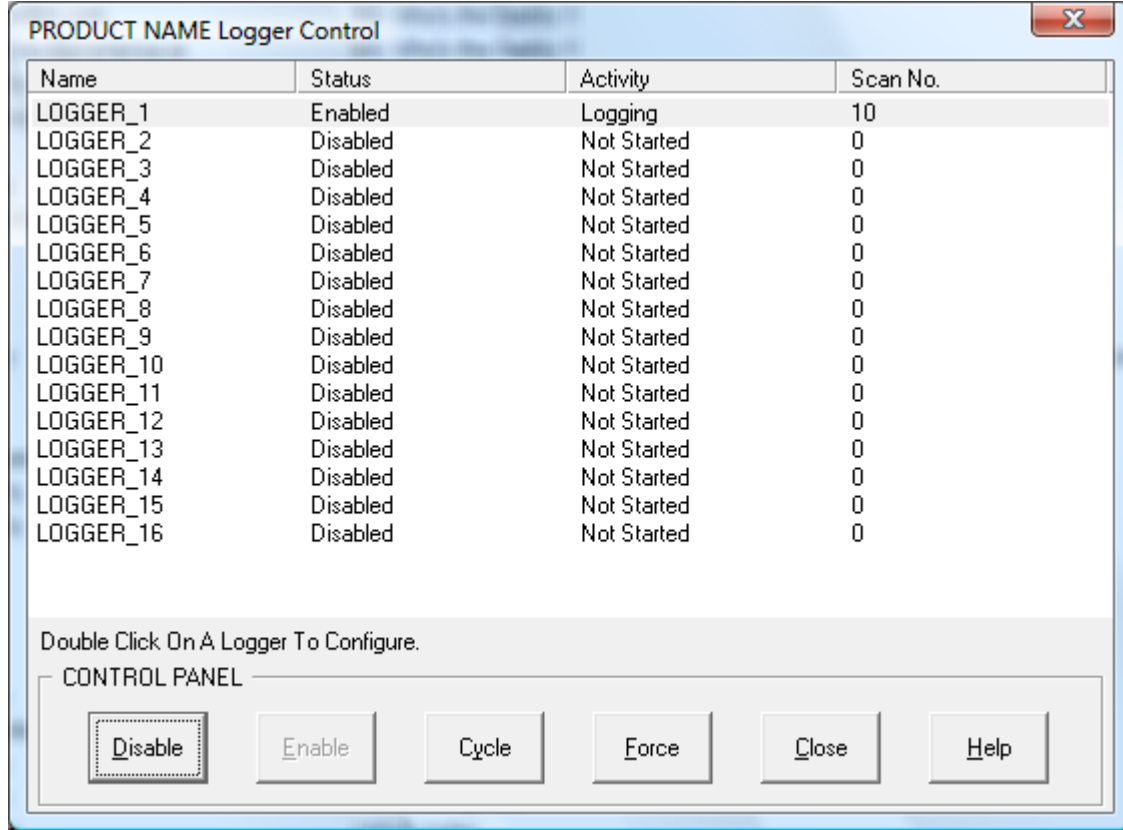 PRODUCT NAME Logger Control
Name Status Activity Scan No.
LOGGER_1 Enabled Logging 10
LOGGER_2 Disabled Not Started 0
LOGGER_3 Disabled Not Started 0
LOGGER_4 Disabled Not Started 0
LOGGER_5 Disabled Not Started 0
LOGGER_6 Disabled Not Started 0
LOGGER_7 Disabled Not Started 0
LOGGER_8 Disabled Not Started 0
LOGGER_9 Disabled Not Started 0
LOGGER_10 Disabled Not Started 0
LOGGER_11 Disabled Not Started 0
LOGGER_12 Disabled Not Started 0
LOGGER_13 Disabled Not Started 0
LOGGER_14 Disabled Not Started 0
LOGGER_15 Disabled Not Started 0
LOGGER_16 Disabled Not Started 0
Double Click On A Logger To Configure.
CONTROL PANEL
Disable Enable Cycle Force Close Help